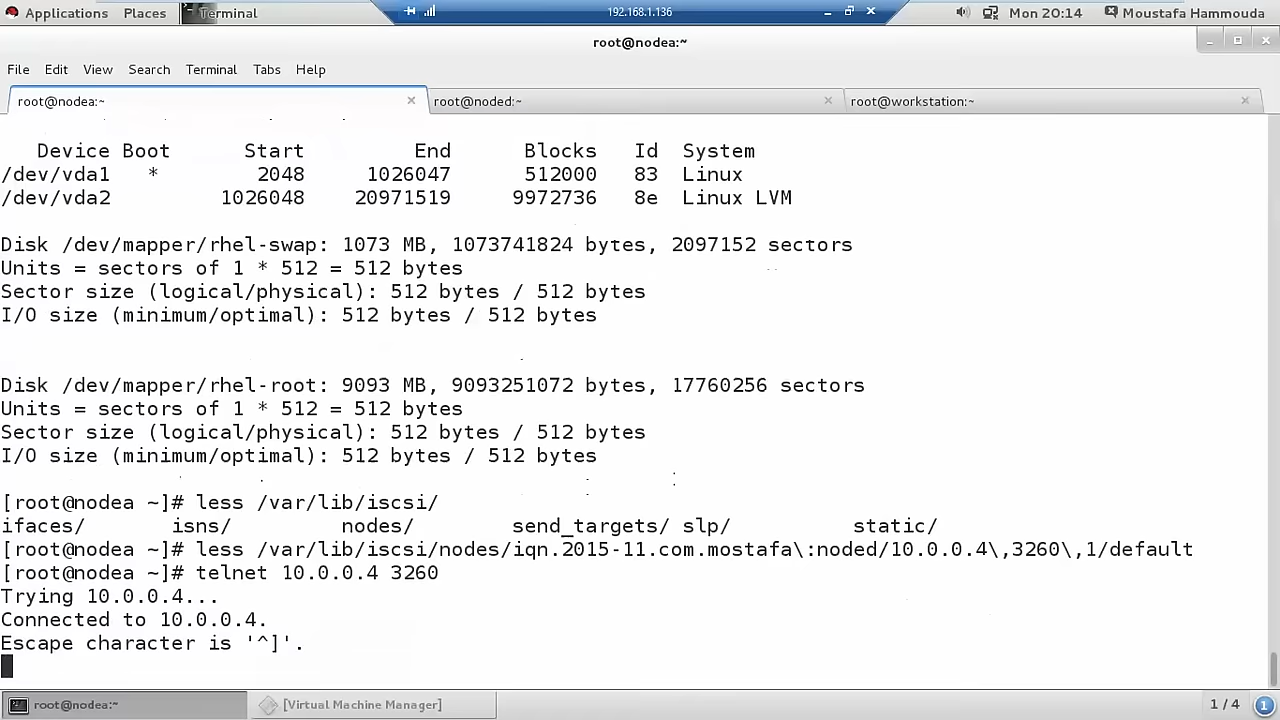 Applications Places Terminal 192.168.1.136 Mon 20:14 Moustafa Hammouda
root@nodea:~
File Edit View Search Terminal Tabs Help
root@nodea:~ root@noded:~ root@workstation:~
Device Boot Start End Blocks Id System
/dev/vda1 * 2048 1026047 512000 83 Linux
/dev/vda2 1026048 20971519 9972736 8e Linux LVM
Disk /dev/mapper/rhel-swap: 1073 MB, 1073741824 bytes, 2097152 sectors
Units = sectors of 1 * 512 = 512 bytes
Sector size (logical/physical): 512 bytes / 512 bytes
I/O size (minimum/optimal): 512 bytes / 512 bytes
Disk /dev/mapper/rhel-root: 9093 MB, 9093251072 bytes, 17760256 sectors
Units = sectors of 1 * 512 = 512 bytes
Sector size (logical/physical): 512 bytes / 512 bytes
I/O size (minimum/optimal): 512 bytes / 512 bytes
[root@nodea ~]# less /var/lib/iscsi/
ifaces/ isns/ nodes/ send_targets/ slp/ static/
[root@nodea ~]# less /var/lib/iscsi/nodes/iqn.2015-11.com.mostafa\:noded/10.0.0.4\,3260\,1/default
[root@nodea ~]# telnet 10.0.0.4 3260
Trying 10.0.0.4...
Connected to 10.0.0.4.
Escape character is '^]'.
root@nodea:~ [Virtual Machine Manager] 1 / 4 1